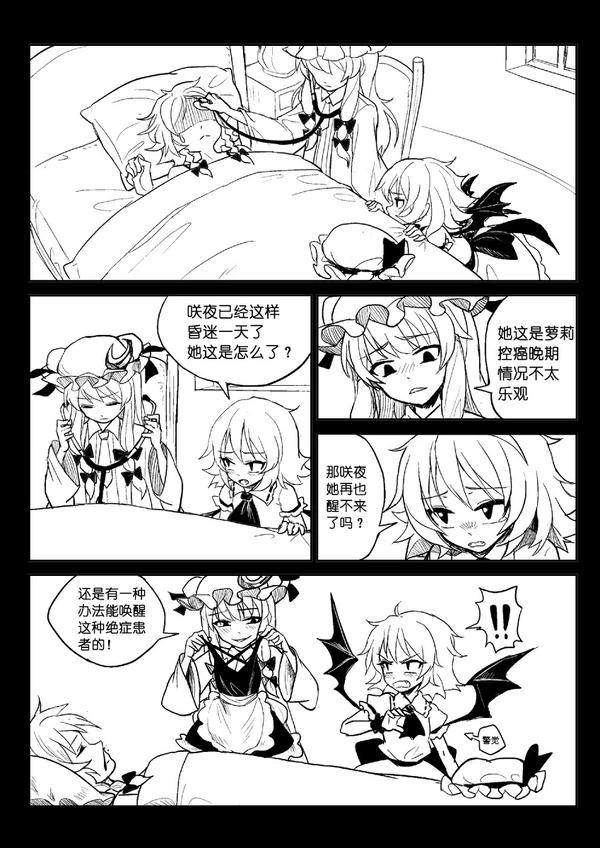 咲夜已经这样
昏迷一天了
她这是怎么了？
她这是萝莉
控癌晚期
情况不太
乐观
那咲夜
她再也
醒不来
了吗？
还是有一种
办法能唤醒
这种绝症患
者的！
!!
警觉